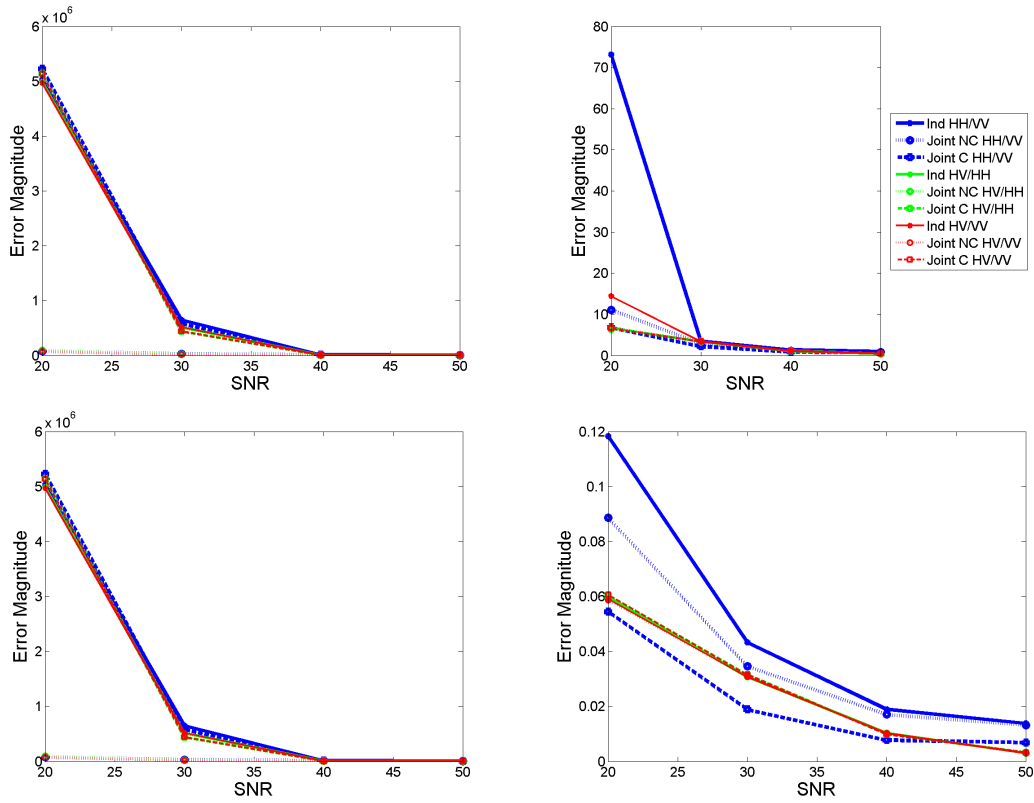 x 10^6
6
5
4
3
2
1
0
20 25 30 35 40 45 50
Error Magnitude
SNR
80
70
60
50
40
30
20
10
0
20 30 40 50
Error Magnitude
SNR
Ind HH/VV
Joint NC HH/VV
Joint C HH/VV
Ind HV/HH
Joint NC HV/HH
Joint C HV/HH
Ind HV/VV
Joint NC HV/VV
Joint C HV/VV
x 10^6
6
5
4
3
2
1
0
20 25 30 35 40 45 50
Error Magnitude
SNR
0.12
0.1
0.08
0.06
0.04
0.02
0
20 25 30 35 40 45 50
Error Magnitude
SNR